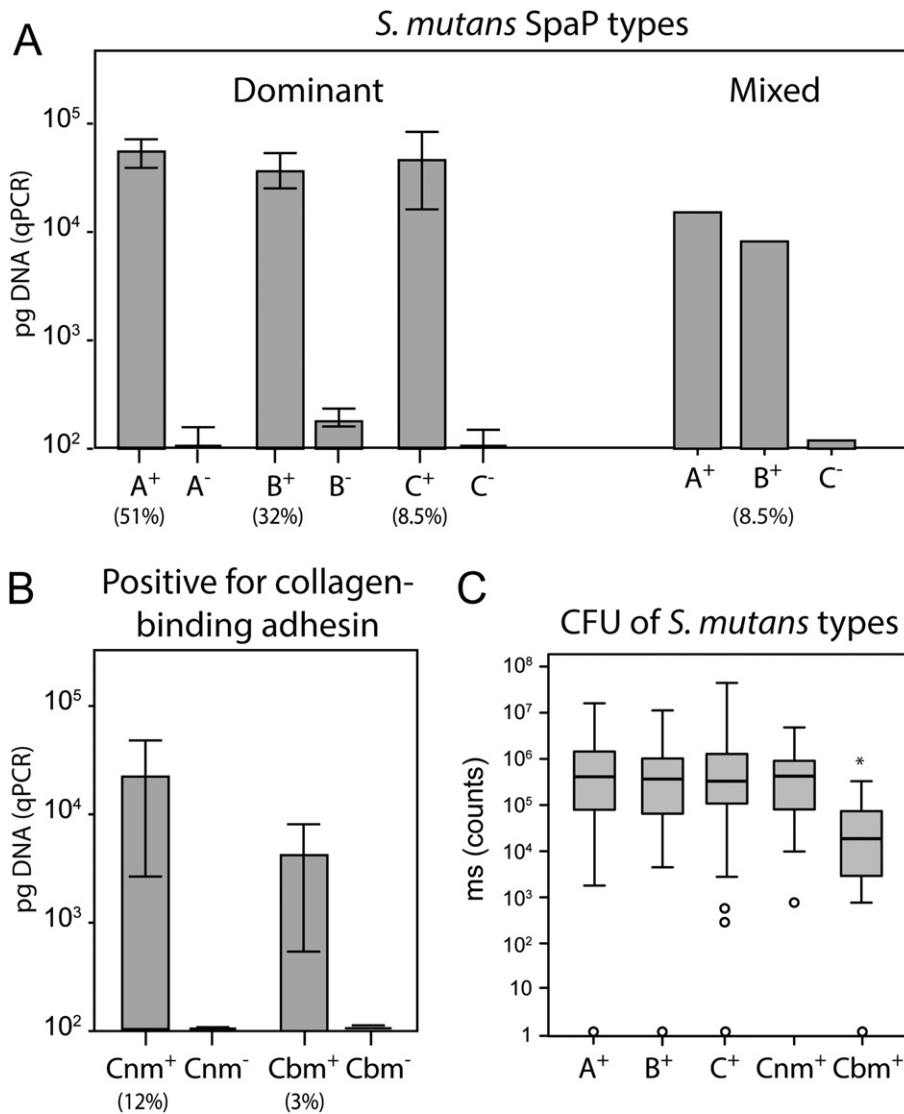 A
S. mutans SpaP types
Dominant Mixed
pg DNA (qPCR)
10⁵
10⁴
10³
10²
A⁺ A⁻ B⁺ B⁻ C⁺ C⁻ A⁺ B⁺ C⁻
(51%) (32%) (8.5%) (8.5%)
B
Positive for collagen-
binding adhesin
pg DNA (qPCR)
10⁵
10⁴
10³
10²
Cnm⁺ Cnm⁻ Cbm⁺ Cbm⁻
(12%) (3%)
C
CFU of S. mutans types
ms (counts)
10⁸
10⁷
10⁶
10⁵
10⁴
10³
10²
10
1
*
A⁺ B⁺ C⁺ Cnm⁺ Cbm⁺